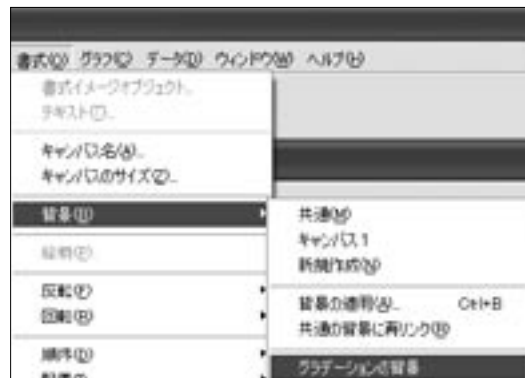 書式(O) グラフ(C) データ(D) ウィンドウ(W) ヘルプ(H)
書式イメージオブジェクト...
テキスト(T)...
キャンバス名(A)...
キャンバスのサイズ(Z)...
背景(U)
反転(F)
回転(R)
順序(D)
共通(M)
キャンバス 1
新規作成(N)
背景の適用(A)... Ctrl+B
共通の背景に再リンク(R)
グラデーションの背景